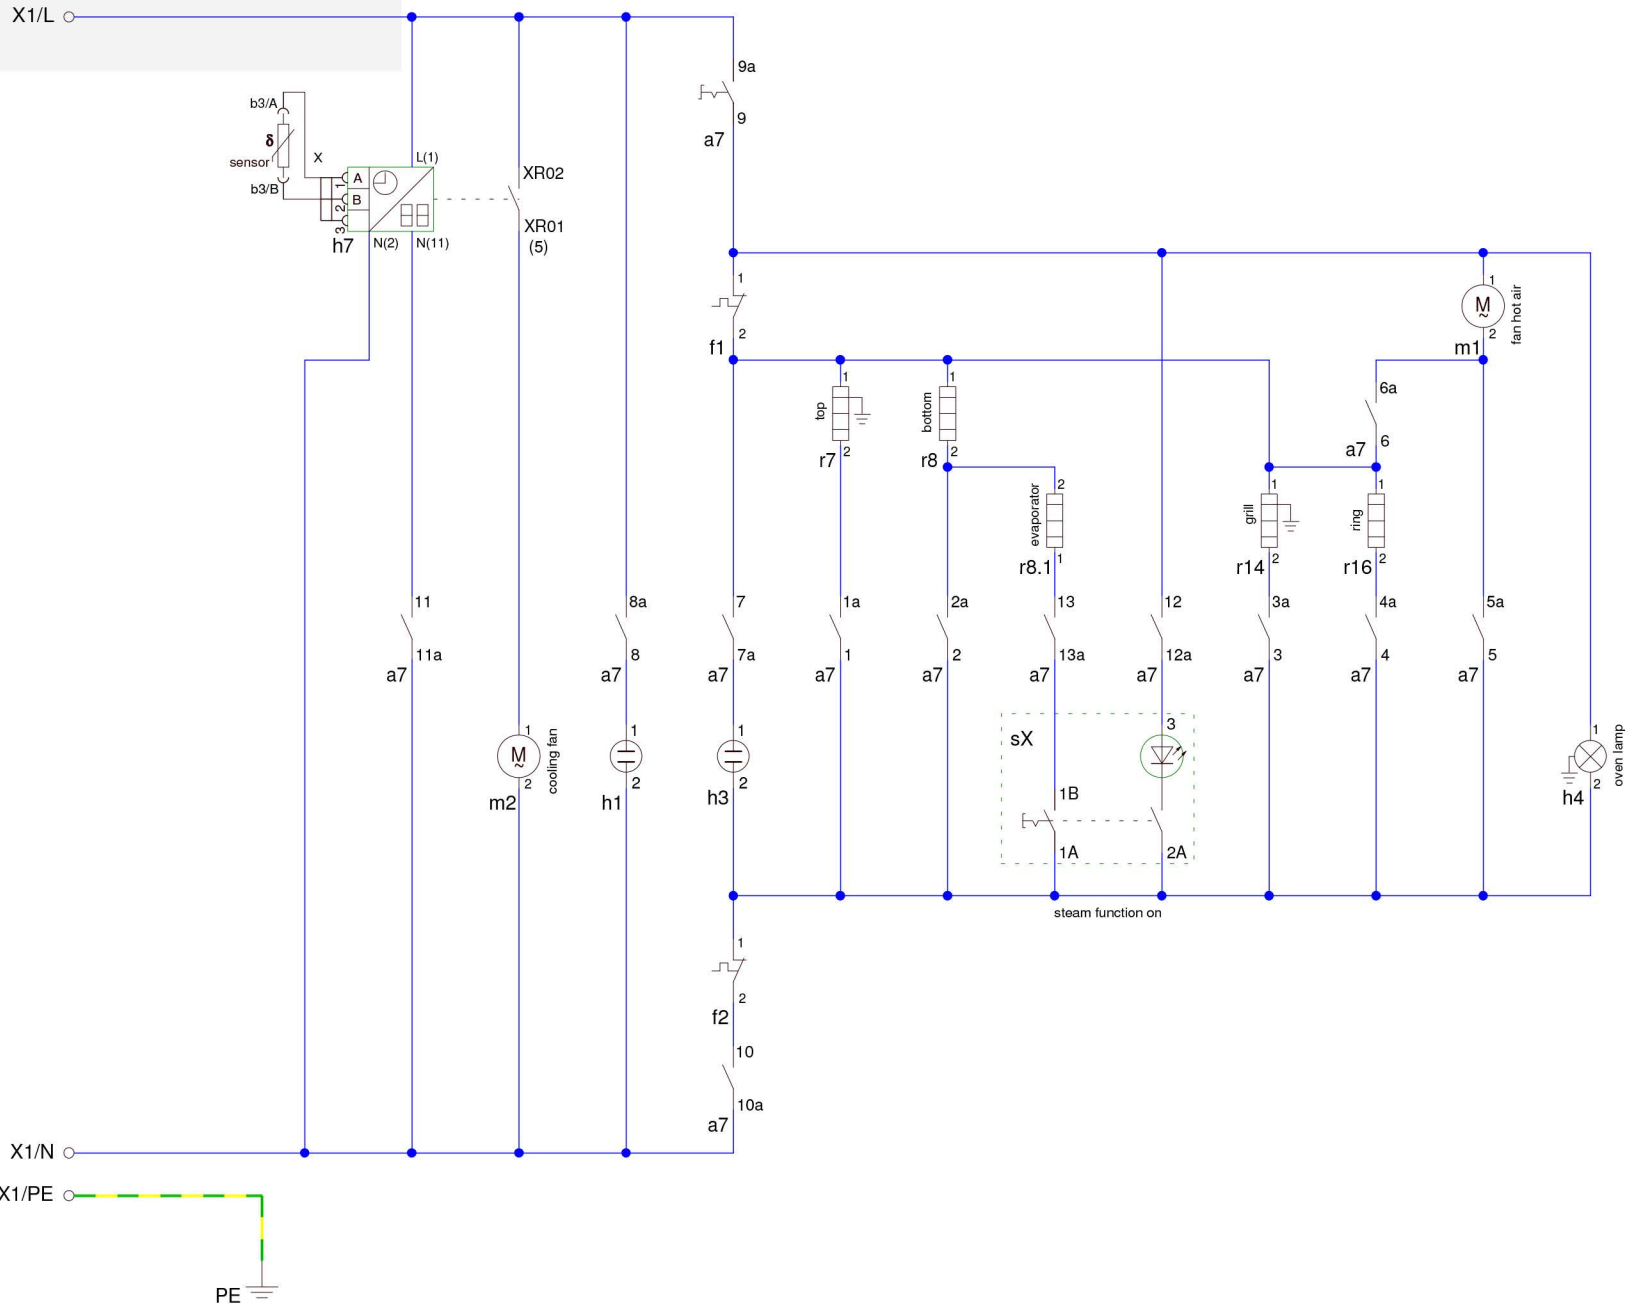 X1/L
9a
9
a7
b3/A
δ
sensor
b3/B
X
A
B
1
2
3
h7
L(1)
N(2)
N(11)
XR02
XR01
(5)
1
2
f1
1
M
~
2
m1
fan hot air
6a
6
a7
1
top
2
r7
1
bottom
2
r8
2
evaporator
1
r8.1
1
grill
2
r14
1
ring
2
r16
11
11a
a7
8a
8
a7
7
7a
a7
1a
1
a7
2a
2
a7
13
13a
a7
12
12a
a7
3a
3
a7
4a
4
a7
5a
5
a7
1
M
~
2
m2
cooling fan
1
2
h1
1
2
h3
sX
3
1B
1A
2A
1
2
h4
oven lamp
steam function on
1
2
f2
10
10a
a7
X1/N
X1/PE
PE